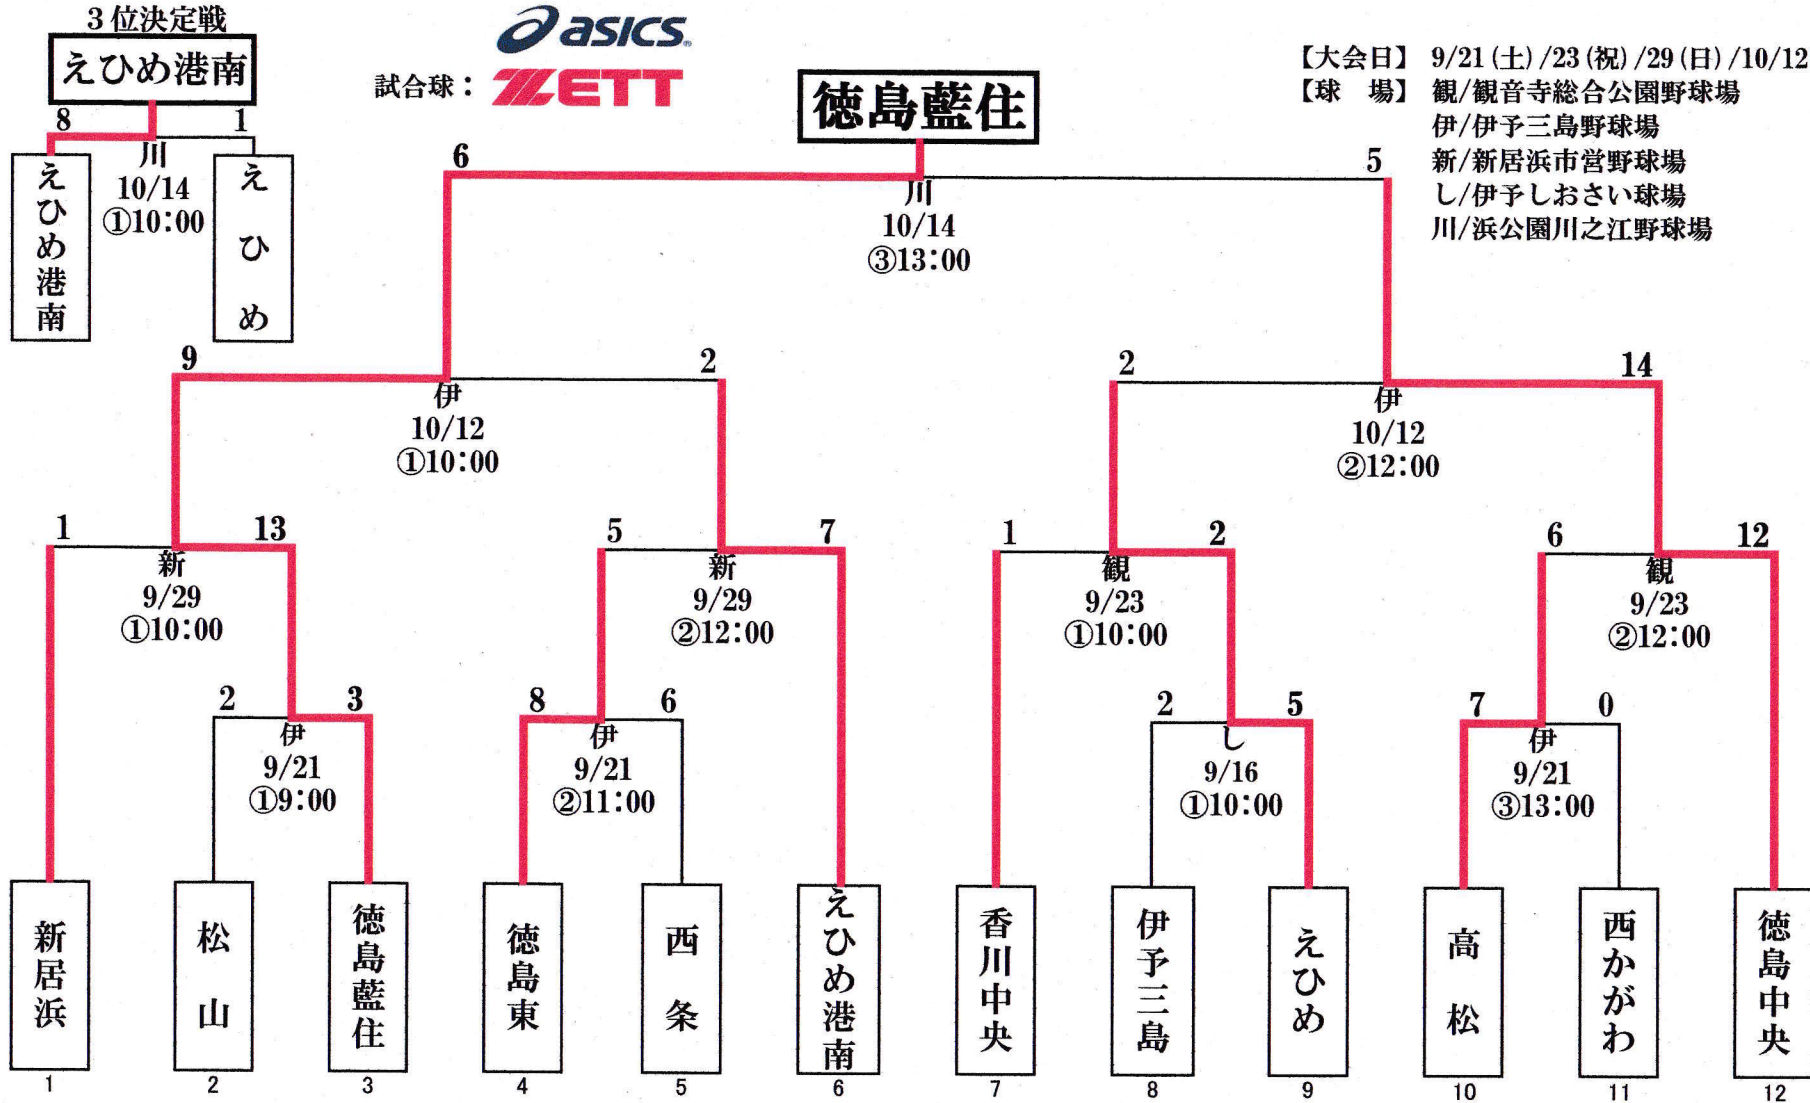 3位決定戦
えひめ港南
8 1
川
10/14
①10:00
えひめ港南
えひめ
asics
試合球：ZETT
徳島藍住
【大会日】 9/21(土)/23(祝)/29(日)/10/12
【球　場】 観/観音寺総合公園野球場
伊/伊予三島野球場
新/新居浜市営野球場
し/伊予しおさい球場
川/浜公園川之江野球場
6 5
川
10/14
③13:00
9 2
伊
10/12
①10:00
2 14
伊
10/12
②12:00
1 13
新
9/29
①10:00
5 7
新
9/29
②12:00
1 2
観
9/23
①10:00
6 12
観
9/23
②12:00
2 3
伊
9/21
①9:00
8 6
伊
9/21
②11:00
2 5
し
9/16
①10:00
7 0
伊
9/21
③13:00
新居浜
松山
徳島藍住
徳島東
西条
えひめ港南
香川中央
伊予三島
えひめ
高松
西かがわ
徳島中央
1 2 3 4 5 6 7 8 9 10 11 12